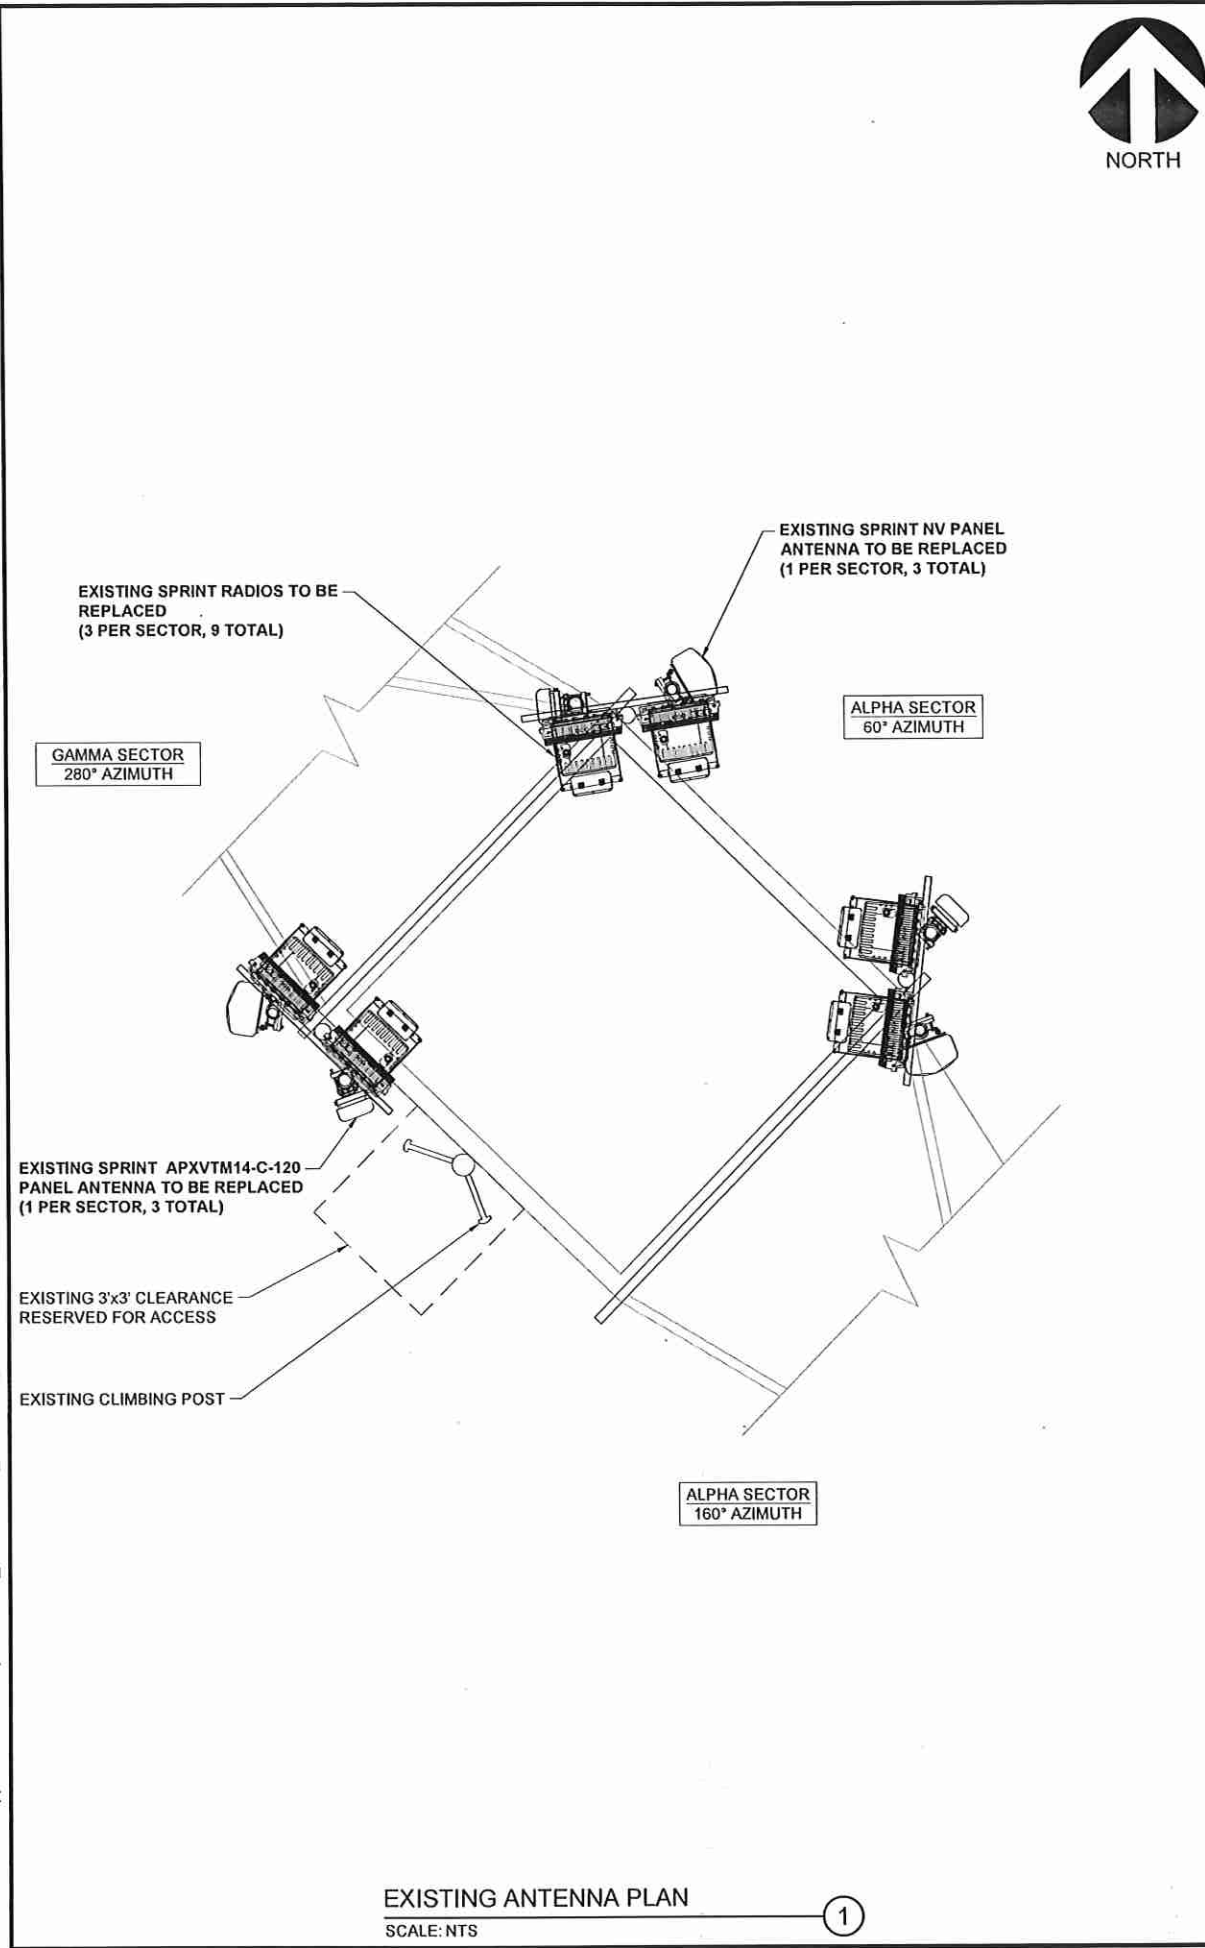 NORTH
EXISTING SPRINT NV PANEL
ANTENNA TO BE REPLACED
(1 PER SECTOR, 3 TOTAL)
EXISTING SPRINT RADIOS TO BE
REPLACED
(3 PER SECTOR, 9 TOTAL)
ALPHA SECTOR
60° AZIMUTH
GAMMA SECTOR
280° AZIMUTH
EXISTING SPRINT APXVTM14-C-120
PANEL ANTENNA TO BE REPLACED
(1 PER SECTOR, 3 TOTAL)
EXISTING 3'x3' CLEARANCE
RESERVED FOR ACCESS
EXISTING CLIMBING POST
ALPHA SECTOR
160° AZIMUTH
EXISTING ANTENNA PLAN
1
SCALE: NTS